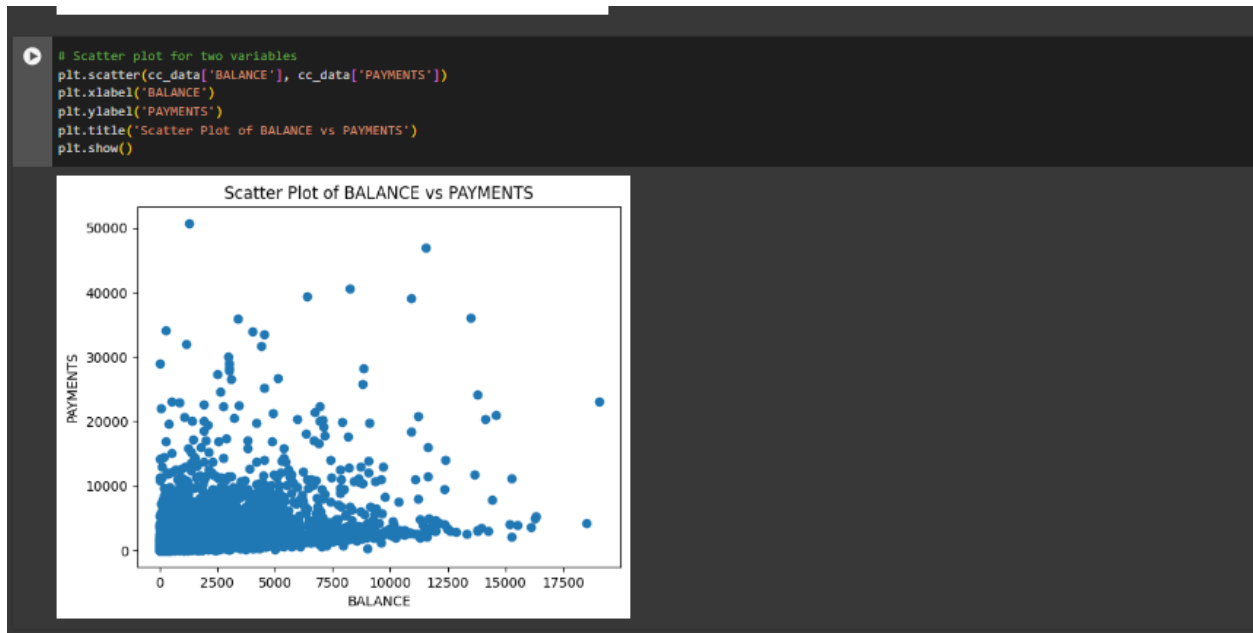 # Scatter plot for two variables
plt.scatter(cc_data['BALANCE'], cc_data['PAYMENTS'])
plt.xlabel('BALANCE')
plt.ylabel('PAYMENTS')
plt.title('Scatter Plot of BALANCE vs PAYMENTS')
plt.show()
Scatter Plot of BALANCE vs PAYMENTS
50000
40000
30000
20000
10000
0
PAYMENTS
0 2500 5000 7500 10000 12500 15000 17500
BALANCE